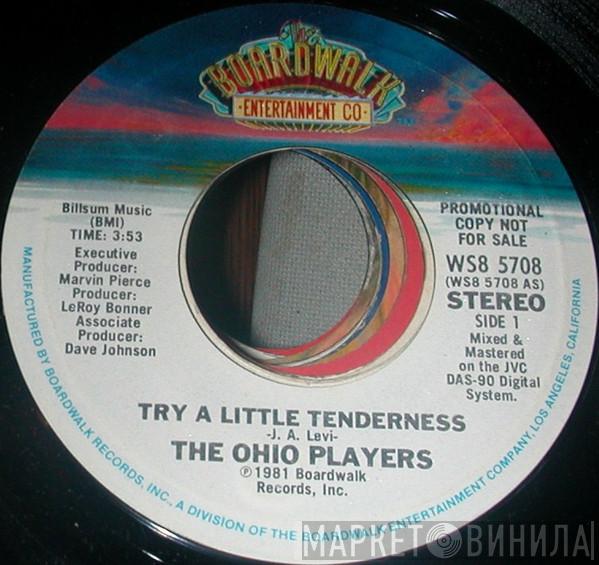 The
BOARDWALK
·ENTERTAINMENT CO·
Billsum Music
(BMI)
TIME: 3:53
Executive
Producer:
Marvin Pierce
Producer:
LeRoy Bonner
Associate
Producer:
Dave Johnson
PROMOTIONAL
COPY NOT
FOR SALE
WS8 5708
(WS8 5708 AS)
STEREO
SIDE 1
Mixed &
Mastered
on the JVC
DAS-90 Digital
System.
TRY A LITTLE TENDERNESS
-J. A. Levi-
THE OHIO PLAYERS
℗1981 Boardwalk
Records, Inc.
MANUFACTURED BY BOARDWALK RECORDS, INC., A DIVISION OF THE BOARDWALK ENTERTAINMENT COMPANY, LOS ANGELES, CALIFORNIA
МАРКЕТ ВИНИЛА